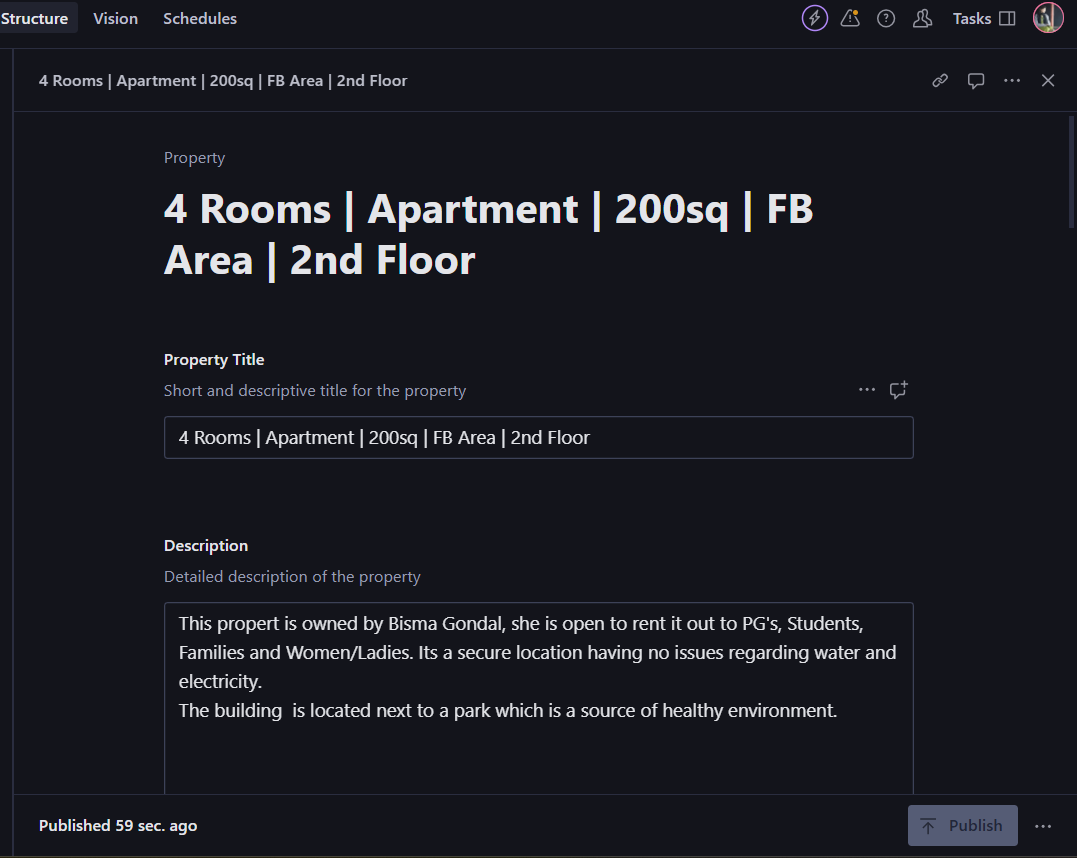 Structure Vision Schedules Tasks
4 Rooms | Apartment | 200sq | FB Area | 2nd Floor
Property
4 Rooms | Apartment | 200sq | FB
Area | 2nd Floor
Property Title
Short and descriptive title for the property
4 Rooms | Apartment | 200sq | FB Area | 2nd Floor
Description
Detailed description of the property
This propert is owned by Bisma Gondal, she is open to rent it out to PG's, Students,
Families and Women/Ladies. Its a secure location having no issues regarding water and
electricity.
The building  is located next to a park which is a source of healthy environment.
Published 59 sec. ago
Publish